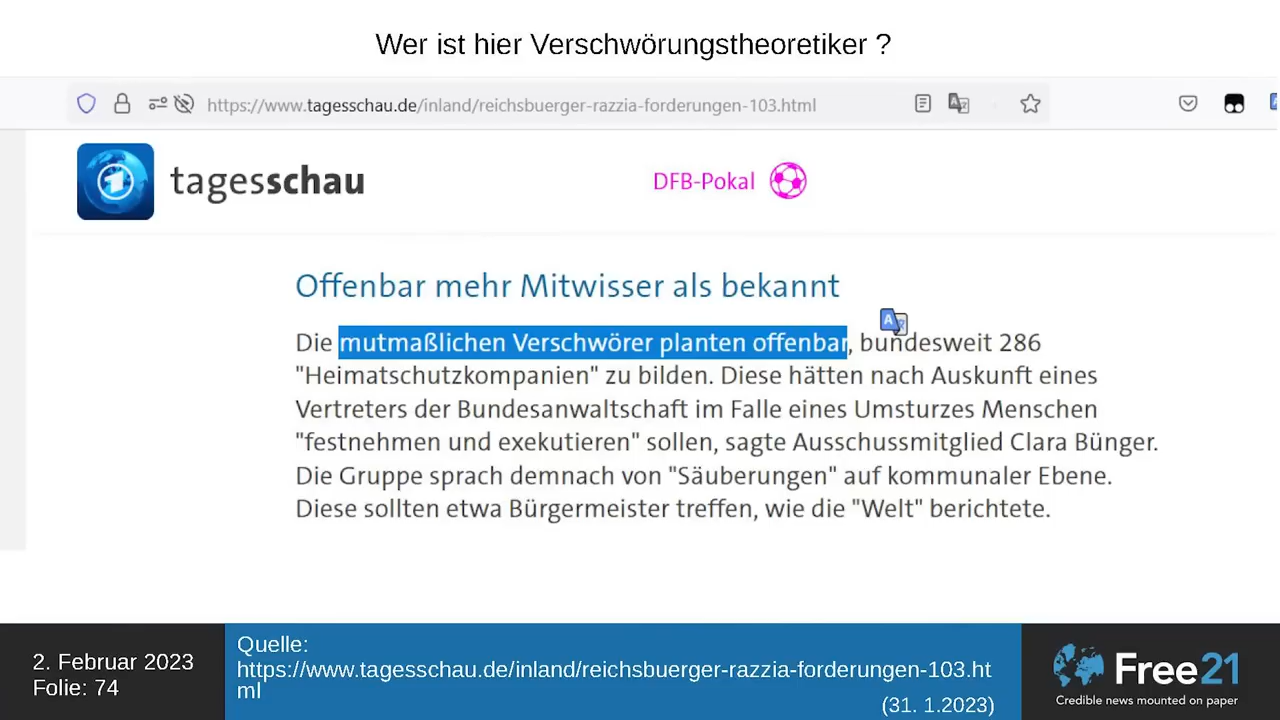 Wer ist hier Verschwörungstheoretiker ?
https://www.tagesschau.de/inland/reichsbuerger-razzia-forderungen-103.html
tagesschau
DFB-Pokal
Offenbar mehr Mitwisser als bekannt
Die mutmaßlichen Verschwörer planten offenbar, bundesweit 286
"Heimatschutzkompanien" zu bilden. Diese hätten nach Auskunft eines
Vertreters der Bundesanwaltschaft im Falle eines Umsturzes Menschen
"festnehmen und exekutieren" sollen, sagte Ausschussmitglied Clara Bünger.
Die Gruppe sprach demnach von "Säuberungen" auf kommunaler Ebene.
Diese sollten etwa Bürgermeister treffen, wie die "Welt" berichtete.
2. Februar 2023
Folie: 74
Quelle:
https://www.tagesschau.de/inland/reichsbuerger-razzia-forderungen-103.ht
ml
(31. 1.2023)
Free21
Credible news mounted on paper